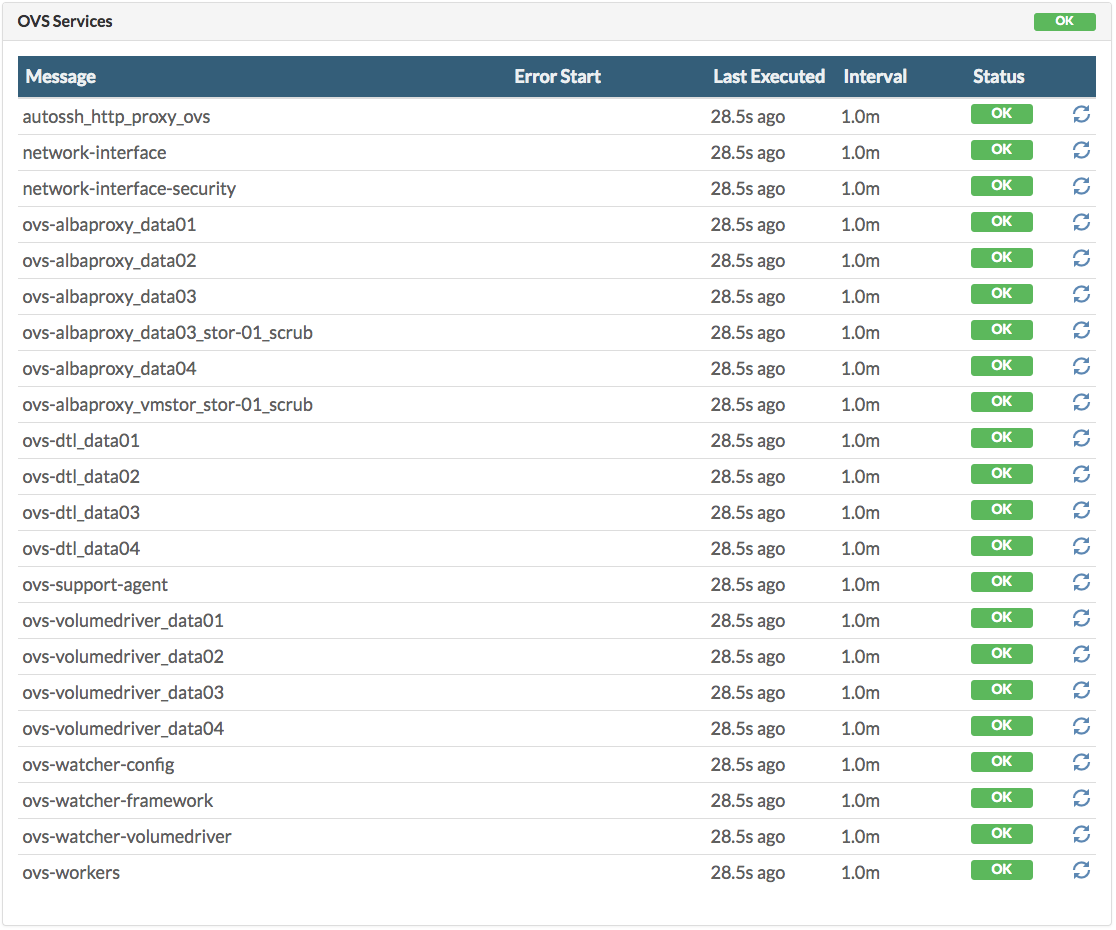 OVS Services OK
Message Error Start Last Executed Interval Status
autossh_http_proxy_ovs 28.5s ago 1.0m OK
network-interface 28.5s ago 1.0m OK
network-interface-security 28.5s ago 1.0m OK
ovs-albaproxy_data01 28.5s ago 1.0m OK
ovs-albaproxy_data02 28.5s ago 1.0m OK
ovs-albaproxy_data03 28.5s ago 1.0m OK
ovs-albaproxy_data03_stor-01_scrub 28.5s ago 1.0m OK
ovs-albaproxy_data04 28.5s ago 1.0m OK
ovs-albaproxy_vmstor_stor-01_scrub 28.5s ago 1.0m OK
ovs-dtl_data01 28.5s ago 1.0m OK
ovs-dtl_data02 28.5s ago 1.0m OK
ovs-dtl_data03 28.5s ago 1.0m OK
ovs-dtl_data04 28.5s ago 1.0m OK
ovs-support-agent 28.5s ago 1.0m OK
ovs-volumedriver_data01 28.5s ago 1.0m OK
ovs-volumedriver_data02 28.5s ago 1.0m OK
ovs-volumedriver_data03 28.5s ago 1.0m OK
ovs-volumedriver_data04 28.5s ago 1.0m OK
ovs-watcher-config 28.5s ago 1.0m OK
ovs-watcher-framework 28.5s ago 1.0m OK
ovs-watcher-volumedriver 28.5s ago 1.0m OK
ovs-workers 28.5s ago 1.0m OK